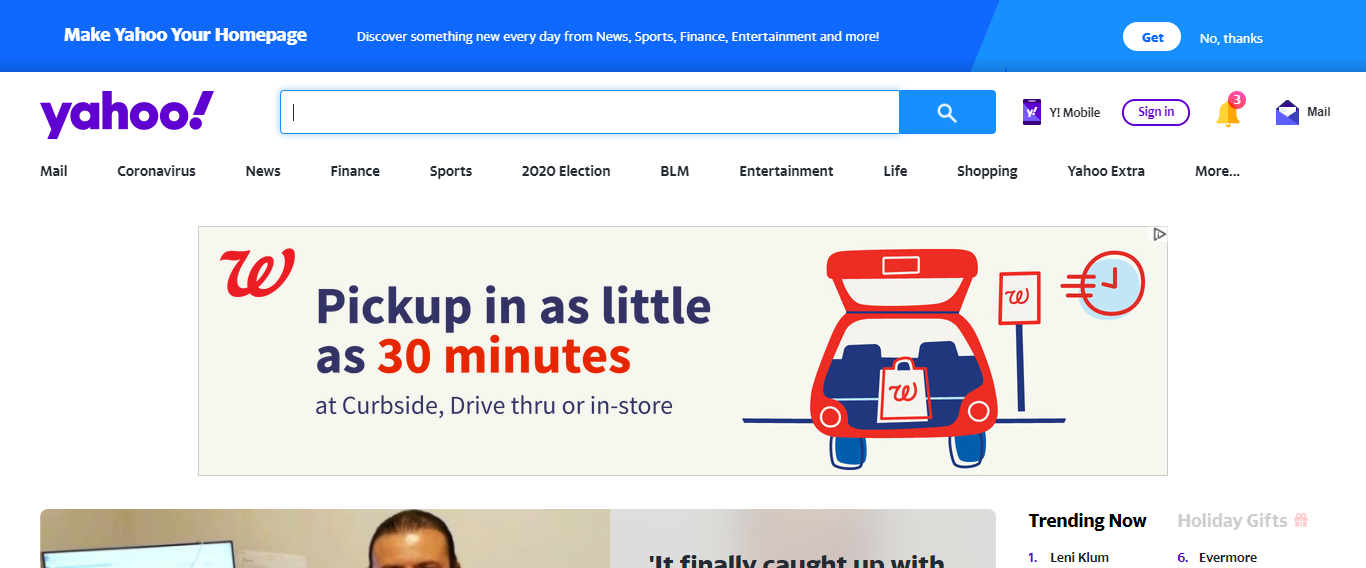 Make Yahoo Your Homepage
Discover something new every day from News, Sports, Finance, Entertainment and more!
Get
No, thanks
yahoo!
Y! Mobile
Sign in
3
Mail
Mail
Coronavirus
News
Finance
Sports
2020 Election
BLM
Entertainment
Life
Shopping
Yahoo Extra
More...
W
Pickup in as little
as 30 minutes
at Curbside, Drive thru or in-store
W
W
Trending Now
Holiday Gifts
'It finally caught up with
1. Leni Klum
6. Evermore